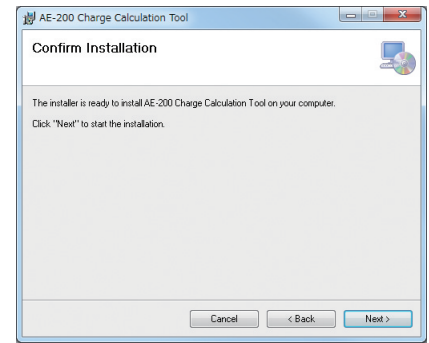 AE-200 Charge Calculation Tool
Confirm Installation
The installer is ready to install AE-200 Charge Calculation Tool on your computer.
Click "Next" to start the installation.
Cancel
< Back
Next >